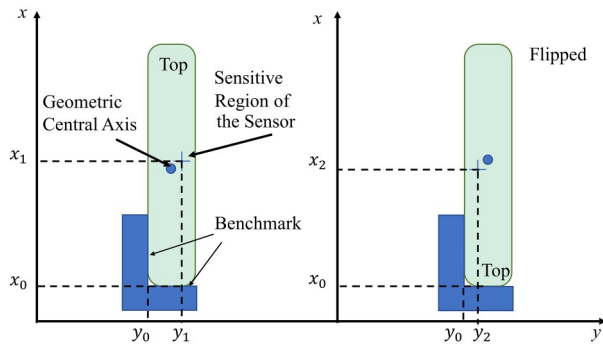 x
Top
Geometric
Central Axis
Sensitive
Region of
the Sensor
x₁
Benchmark
x₀
y₀
y₁
x
Flipped
x₂
x₀
Top
y₀
y₂
y